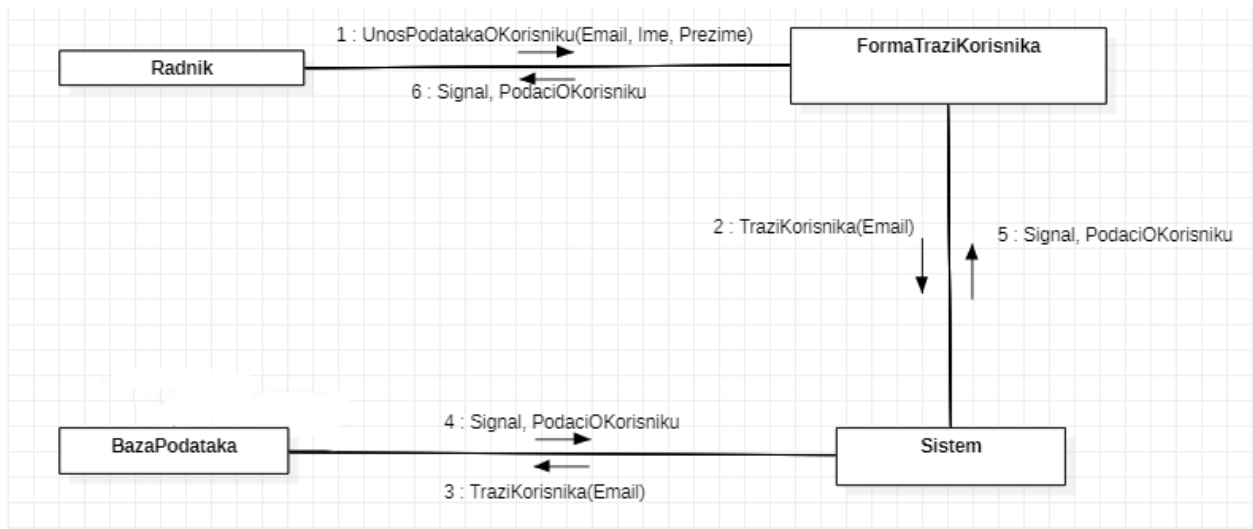 1 : UnosPodatakaOKorisniku(Email, Ime, Prezime)
Radnik
FormaTraziKorisnika
6 : Signal, PodaciOKorisniku
2 : TraziKorisnika(Email)
5 : Signal, PodaciOKorisniku
4 : Signal, PodaciOKorisniku
BazaPodataka
Sistem
3 : TraziKorisnika(Email)